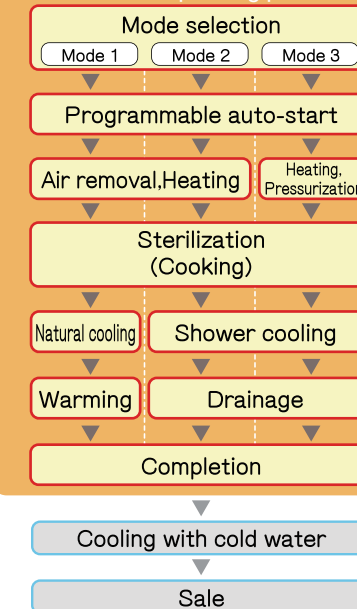 Mode selection
Mode 1 Mode 2 Mode 3
Programmable auto-start
Air removal,Heating
Heating,
Pressurization
Sterilization
(Cooking)
Natural cooling
Shower cooling
Warming
Drainage
Completion
Cooling with cold water
Sale